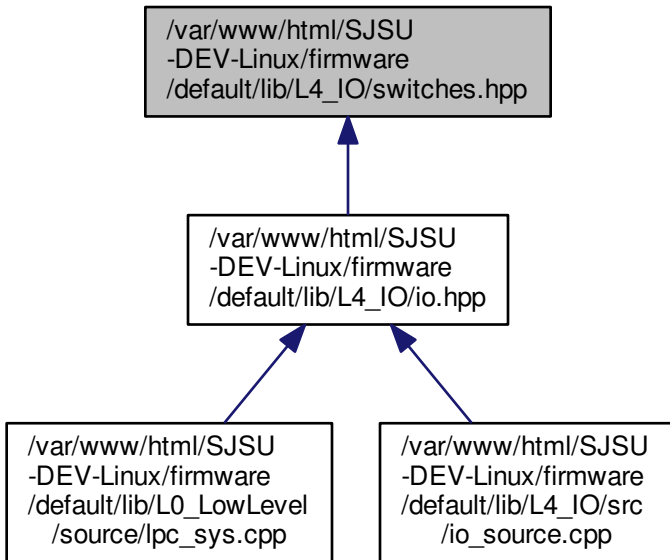 /var/www/html/SJSU
-DEV-Linux/firmware
/default/lib/L4_IO/switches.hpp
/var/www/html/SJSU
-DEV-Linux/firmware
/default/lib/L4_IO/io.hpp
/var/www/html/SJSU
-DEV-Linux/firmware
/default/lib/L0_LowLevel
/source/lpc_sys.cpp
/var/www/html/SJSU
-DEV-Linux/firmware
/default/lib/L4_IO/src
/io_source.cpp